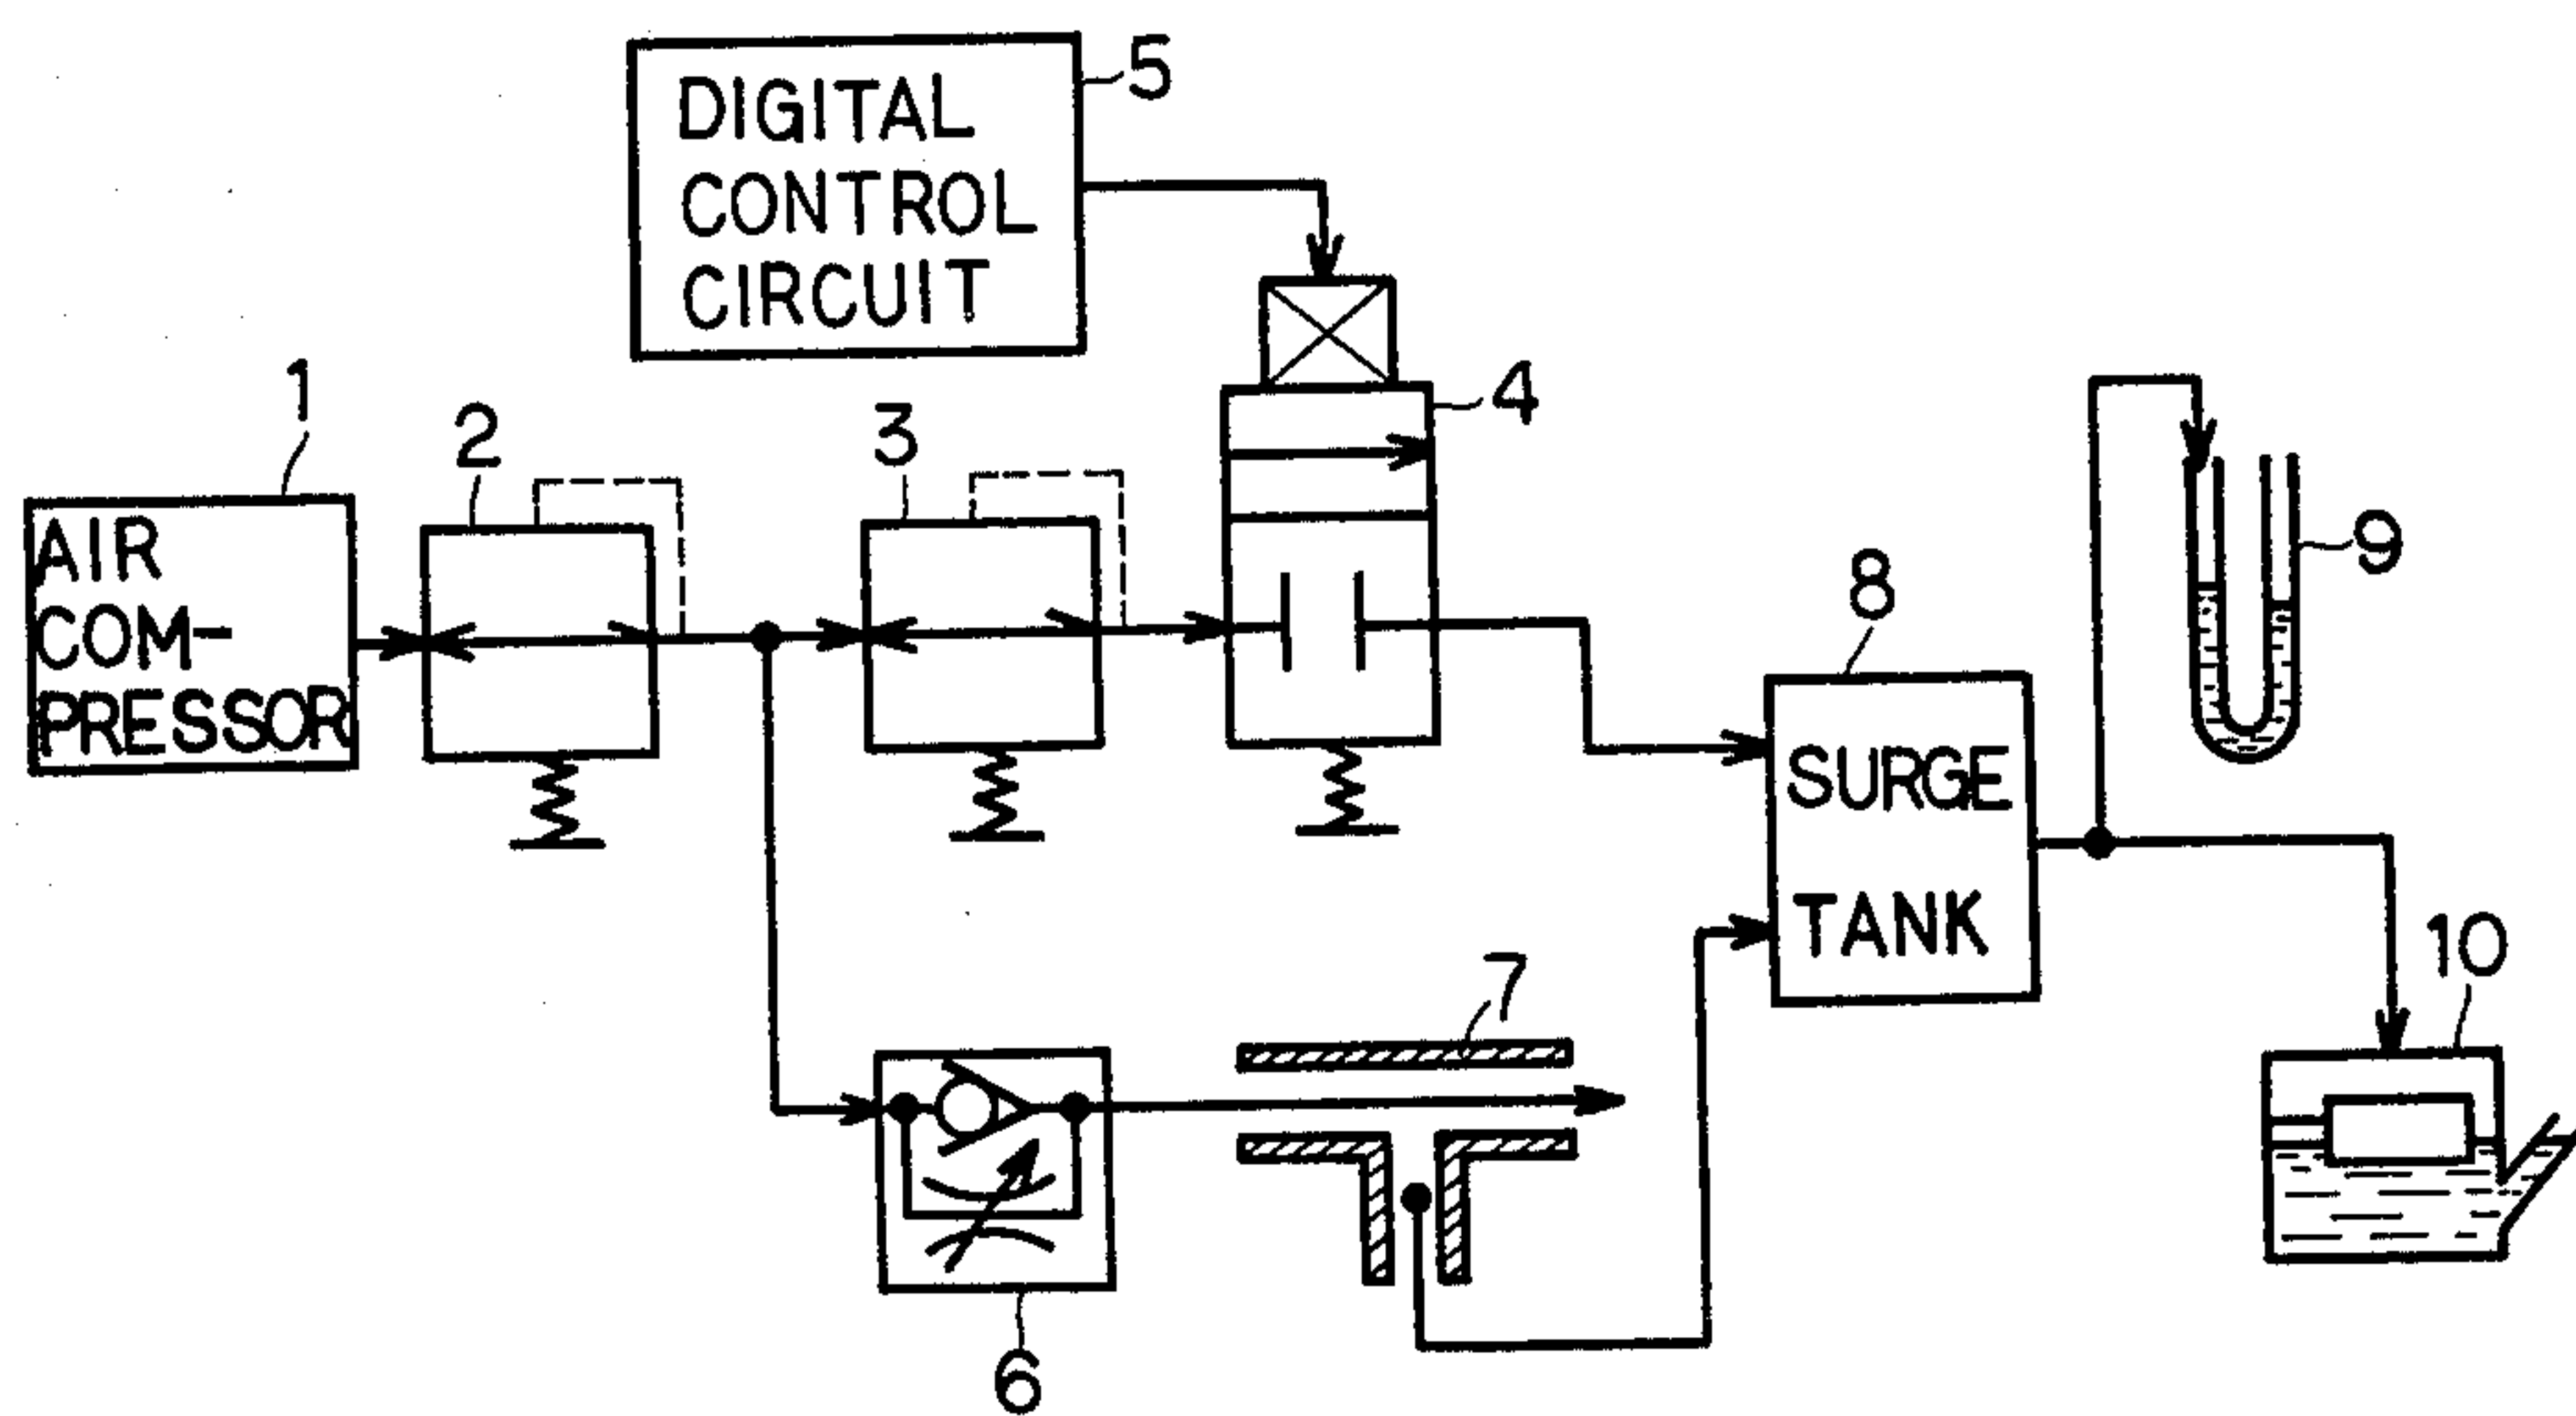 DIGITAL
CONTROL
CIRCUIT
5
1
2
3
4
AIR
COM-
PRESSOR
9
8
SURGE
TANK
10
7
6